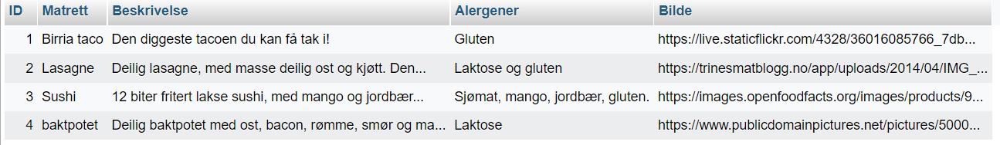 ID Matrett Beskrivelse Alergener Bilde
1 Birria taco Den diggeste tacoen du kan få tak i! Gluten https://live.staticflickr.com/4328/36016085766_7db...
2 Lasagne Deilig lasagne, med masse deilig ost og kjøtt. Den... Laktose og gluten https://trinesmatblogg.no/app/uploads/2014/04/IMG_...
3 Sushi 12 biter fritert lakse sushi, med mango og jordbær... Sjømat, mango, jordbær, gluten. https://images.openfoodfacts.org/images/products/9...
4 baktpotet Deilig baktpotet med ost, bacon, rømme, smør og ma... Laktose https://www.publicdomainpictures.net/pictures/5000...